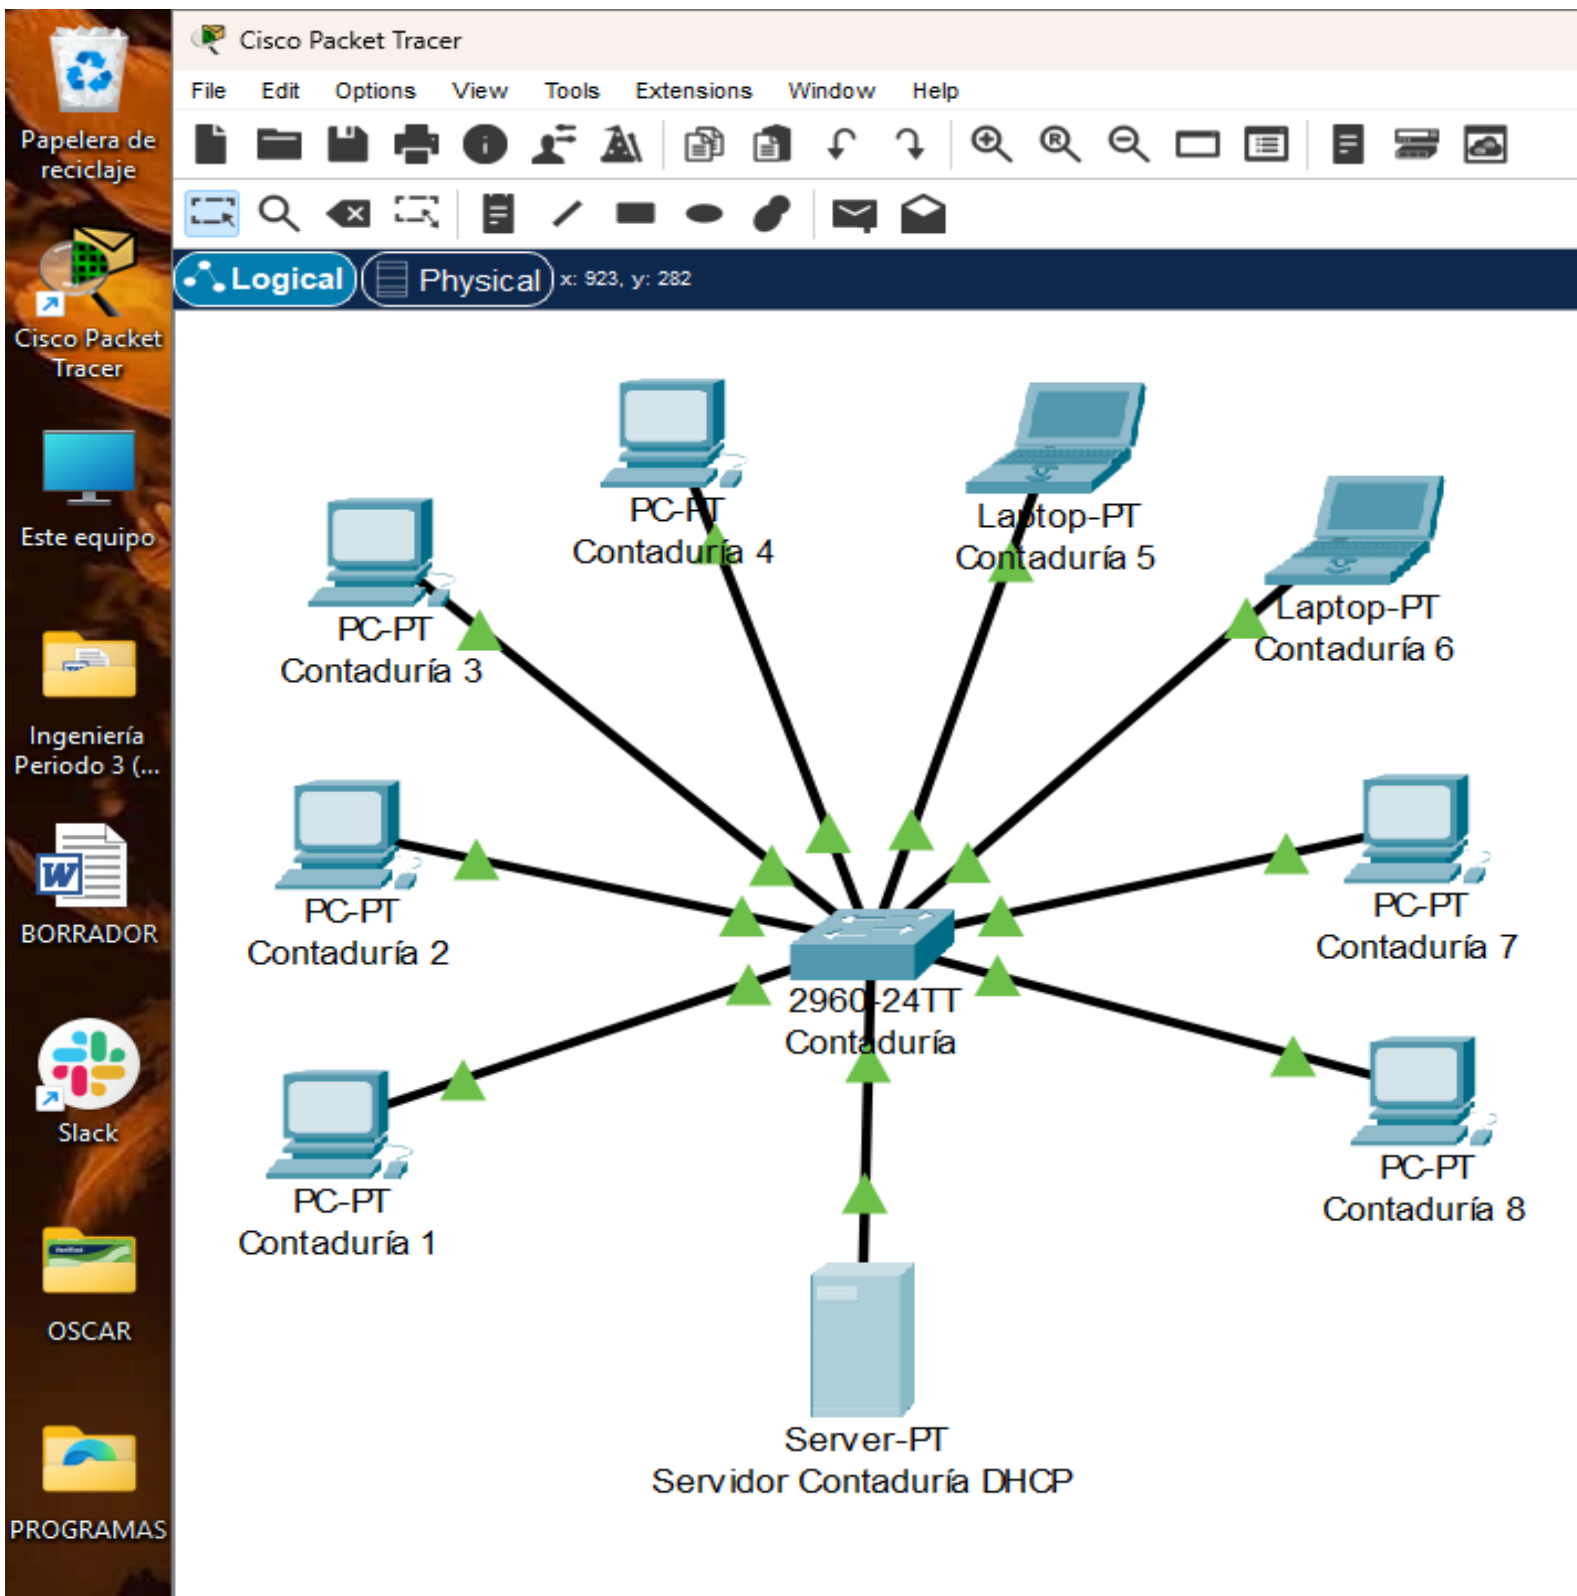 Papelera de
reciclaje
Cisco Packet
Tracer
Este equipo
Ingeniería
Periodo 3 (...
BORRADOR
Slack
OSCAR
PROGRAMAS
Cisco Packet Tracer
File Edit Options View Tools Extensions Window Help
Logical Physical x: 923, y: 282
PC-PT
Contaduría 4
Laptop-PT
Contaduría 5
PC-PT
Contaduría 3
Laptop-PT
Contaduría 6
PC-PT
Contaduría 2
PC-PT
Contaduría 7
2960-24TT
Contaduría
PC-PT
Contaduría 1
PC-PT
Contaduría 8
Server-PT
Servidor Contaduría DHCP